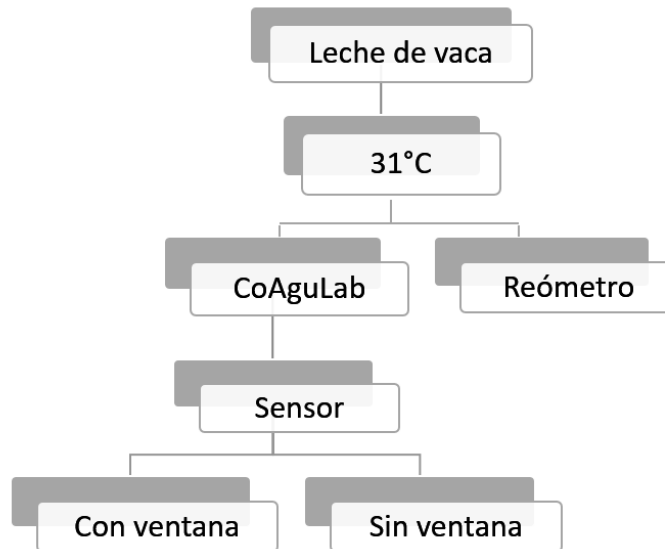 Leche de vaca
31°C
CoAguLab
Reómetro
Sensor
Con ventana
Sin ventana